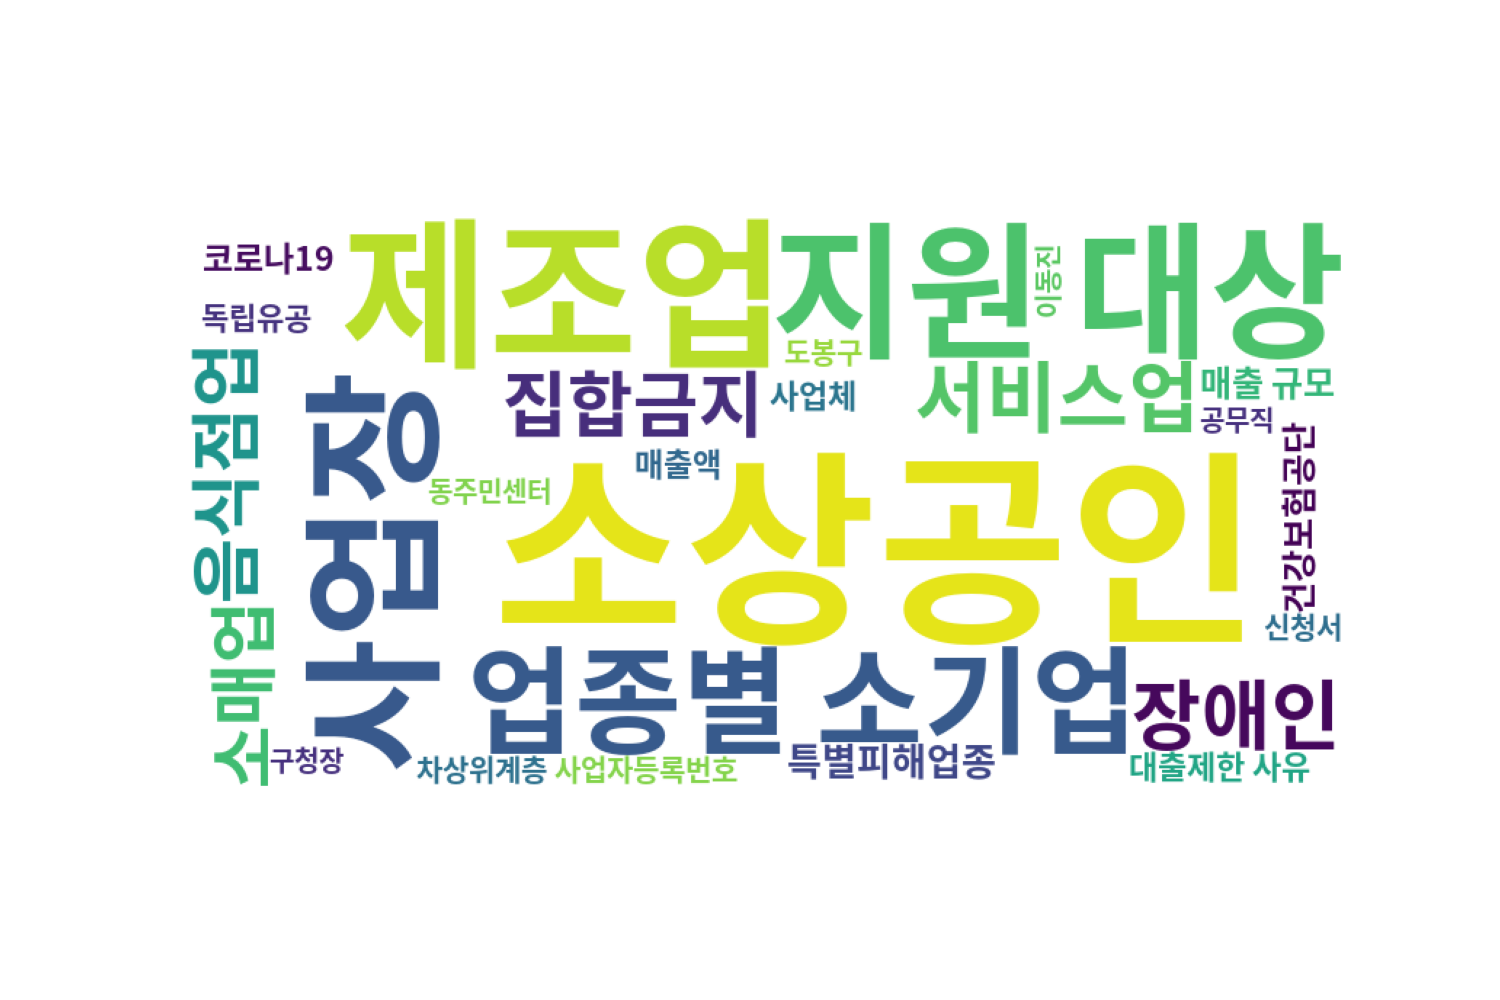 코로나19
제조업
지원 대상
이동진
독립유공
도봉구
음식점업
사업장
집합금지
사업체
서비스업
매출 규모
공무직
매출액
동주민센터
소상공인
건강보험공단
신청서
소매업
업종별 소기업
장애인
구청장
차상위계층
사업자등록번호
특별피해업종
대출제한 사유